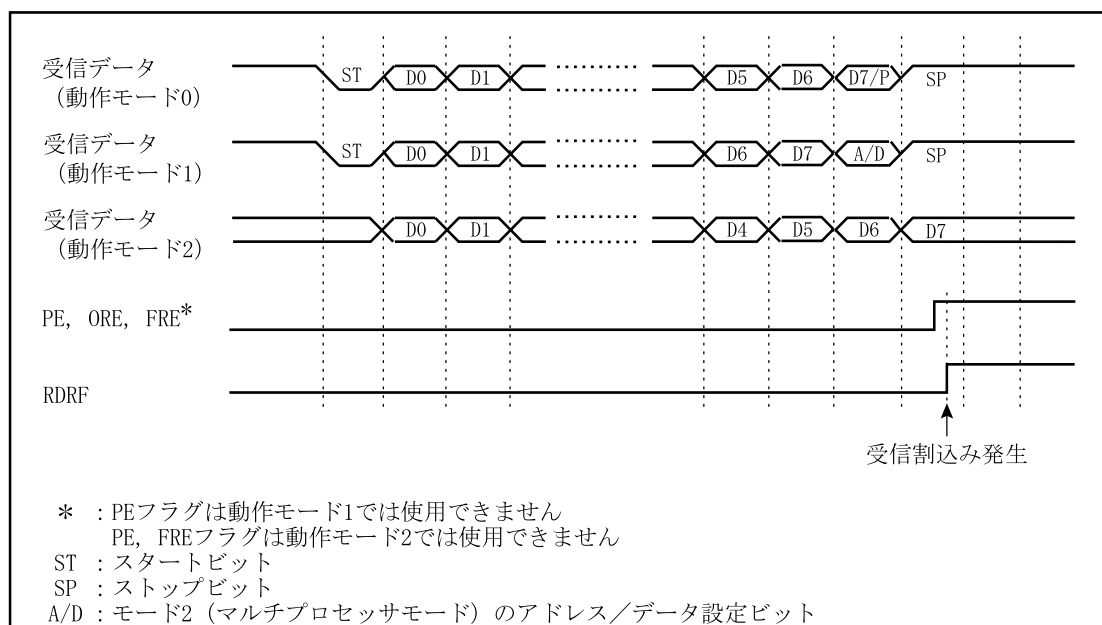 受信データ
（動作モード0）
ST D0 D1 D5 D6 D7/P SP
受信データ
（動作モード1）
ST D0 D1 D6 D7 A/D SP
受信データ
（動作モード2）
D0 D1 D4 D5 D6 D7
PE, ORE, FRE*
RDRF
受信割込み発生
* ：PEフラグは動作モード1では使用できません
PE, FREフラグは動作モード2では使用できません
ST ：スタートビット
SP ：ストップビット
A/D ：モード2（マルチプロセッサモード）のアドレス／データ設定ビット